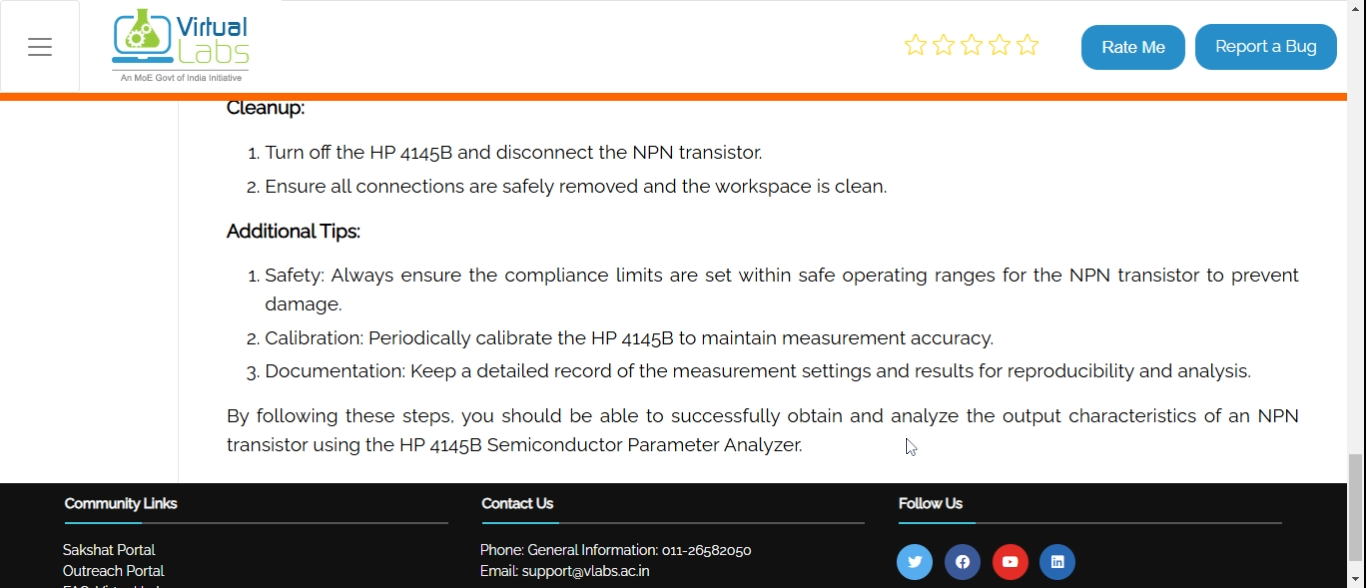 Virtual
Labs
An MoE Govt of India Initiative
Rate Me
Report a Bug
Cleanup:
1. Turn off the HP 4145B and disconnect the NPN transistor.
2. Ensure all connections are safely removed and the workspace is clean.
Additional Tips:
1. Safety: Always ensure the compliance limits are set within safe operating ranges for the NPN transistor to prevent
damage.
2. Calibration: Periodically calibrate the HP 4145B to maintain measurement accuracy.
3. Documentation: Keep a detailed record of the measurement settings and results for reproducibility and analysis.
By following these steps, you should be able to successfully obtain and analyze the output characteristics of an NPN
transistor using the HP 4145B Semiconductor Parameter Analyzer.
Community Links
Sakshat Portal
Outreach Portal
Contact Us
Phone: General Information: 011-26582050
Email: support@vlabs.ac.in
Follow Us